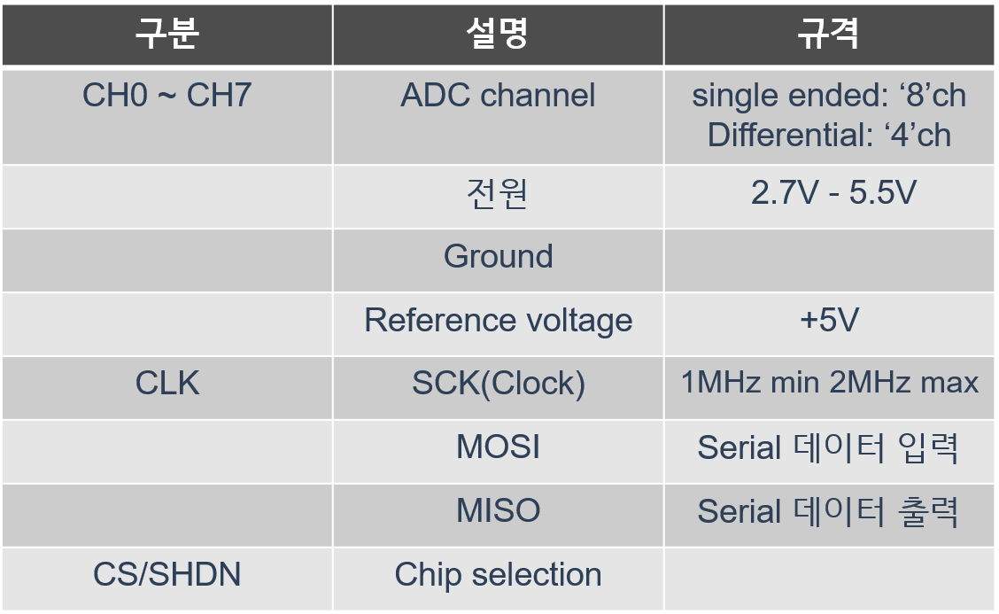 구분 설명 규격
CH0 ~ CH7 ADC channel single ended: ‘8’ch
Differential: ‘4’ch
전원 2.7V - 5.5V
Ground
Reference voltage +5V
CLK SCK(Clock) 1MHz min 2MHz max
MOSI Serial 데이터 입력
MISO Serial 데이터 출력
CS/SHDN Chip selection